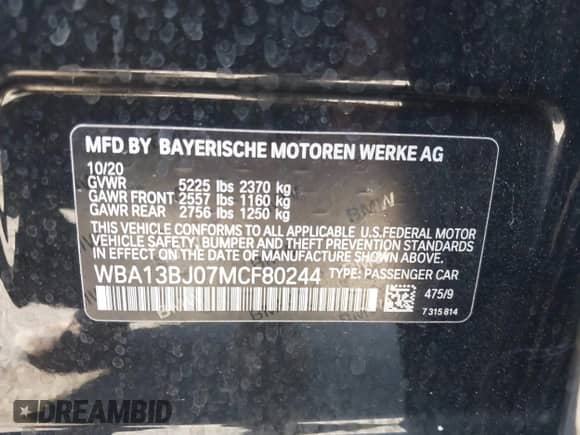 MFD.BY BAYERISCHE MOTOREN WERKE AG
10/20
GVWR 5225 lbs 2370 kg
GAWR FRONT 2557 lbs 1160 kg
GAWR REAR 2756 lbs 1250 kg
THIS VEHICLE CONFORMS TO ALL APPLICABLE U.S.FEDERAL MOTOR
VEHICLE SAFETY, BUMPER AND THEFT PREVENTION STANDARDS
IN EFFECT ON THE DATE OF MANUFACTURE SHOWN ABOVE.
WBA13BJ07MCF80244 TYPE: PASSENGER CAR
475/9
7 315 814
DREAMBID